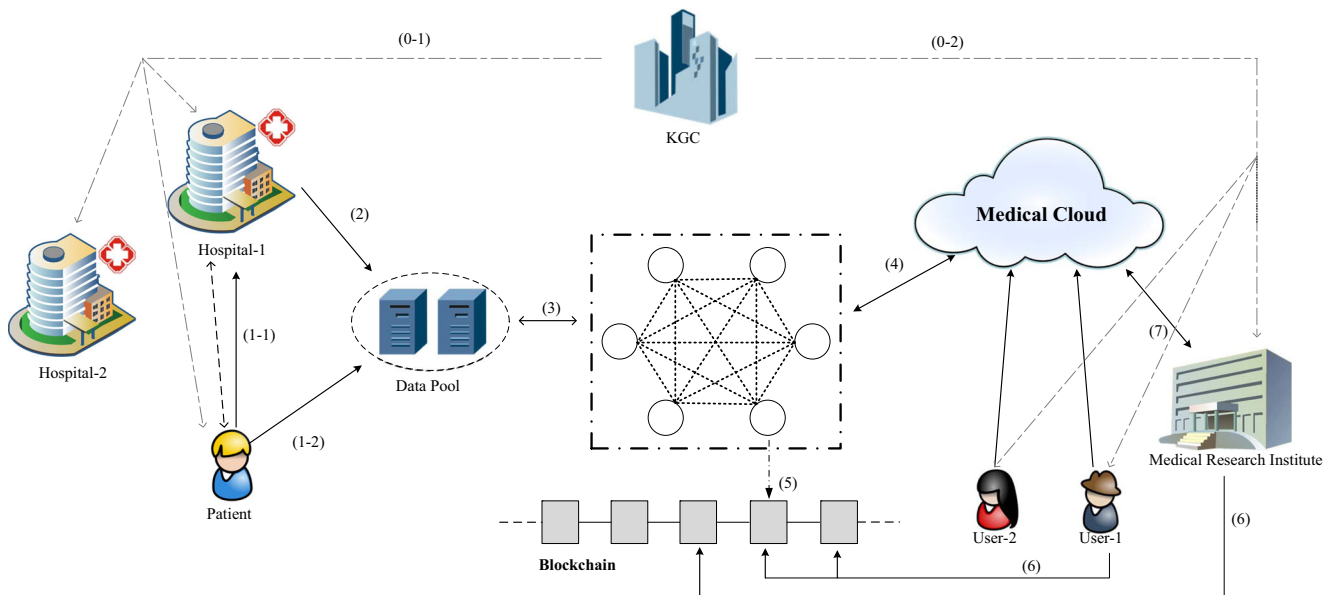 (0-1)
(0-2)
KGC
Hospital-1
(2)
Medical Cloud
(4)
(3)
(1-1)
(7)
Hospital-2
Data Pool
(1-2)
Medical Research Institute
Patient
(5)
User-2
User-1
(6)
Blockchain
(6)